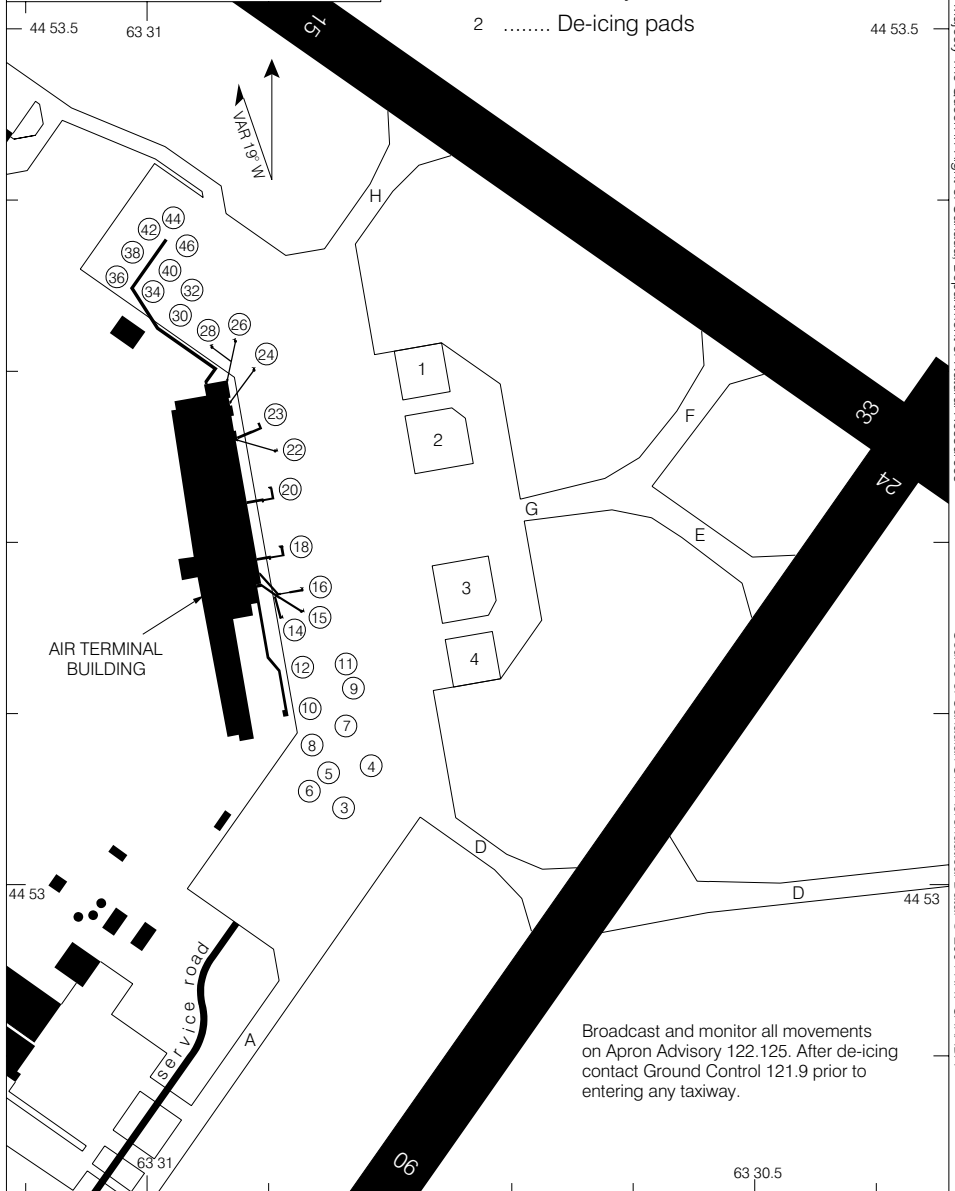 44 53.5
63 31
15
2 ........ De-icing pads
44 53.5
VAR 19° W
H
44
42
46
38
40
36
34
32
30
28
26
24
1
33
F
23
2
22
24
20
G
E
18
3
16
15
14
AIR TERMINAL
BUILDING
12
11
4
9
10
7
8
4
5
6
3
D
44 53
D
44 53
service road
A
Broadcast and monitor all movements
on Apron Advisory 122.125. After de-icing
contact Ground Control 121.9 prior to
entering any taxiway.
63 31
06
63 30.5